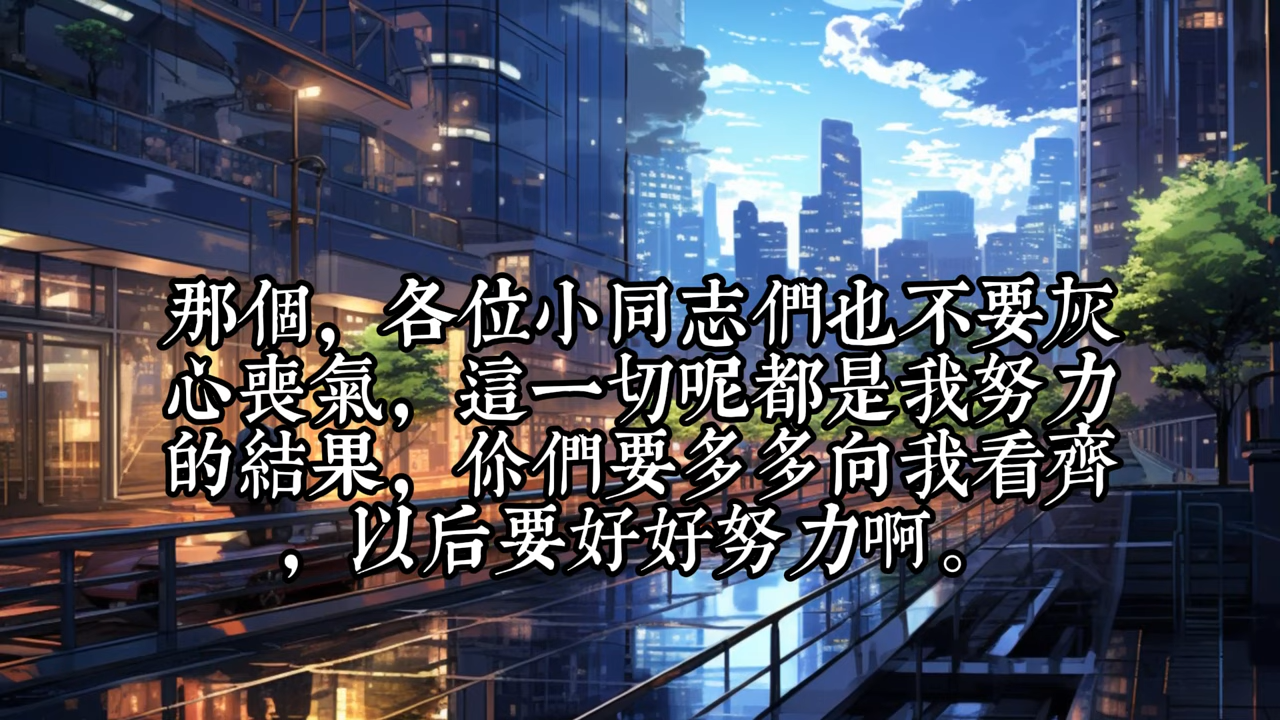 那個，各位小同志們也不要灰
心喪氣，這一切呢都是我努力
的結果，你們要多多向我看齊
，以后要好好努力啊。